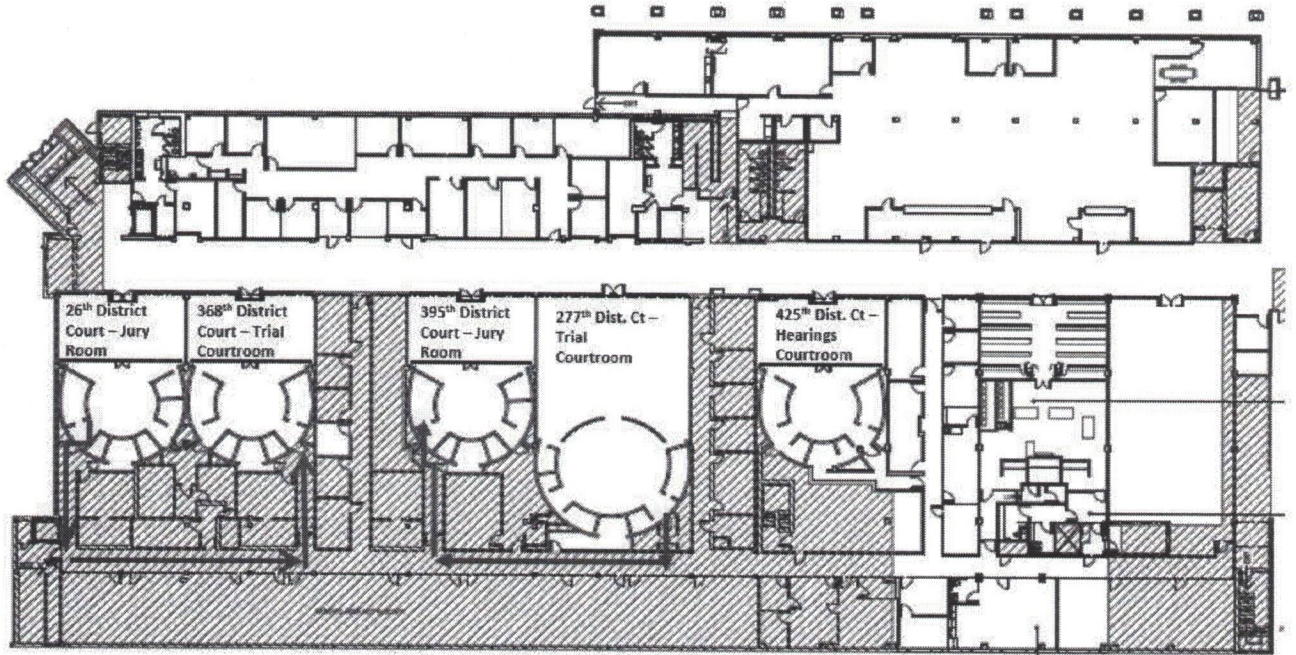 26th District
Court – Jury
Room
368th District
Court – Trial
Courtroom
395th District
Court – Jury
Room
277th Dist. Ct –
Trial
Courtroom
425th Dist. Ct –
Hearings
Courtroom